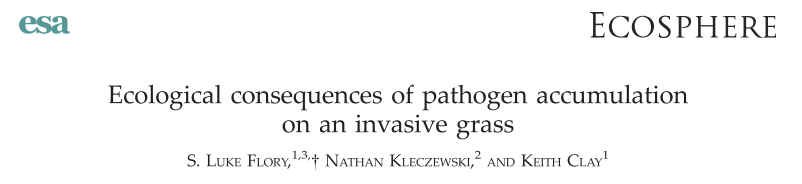 esa ECOSPHERE
Ecological consequences of pathogen accumulation
on an invasive grass
S. LUKE FLORY,1,3,† NATHAN KLECZEWSKI,2 AND KEITH CLAY1